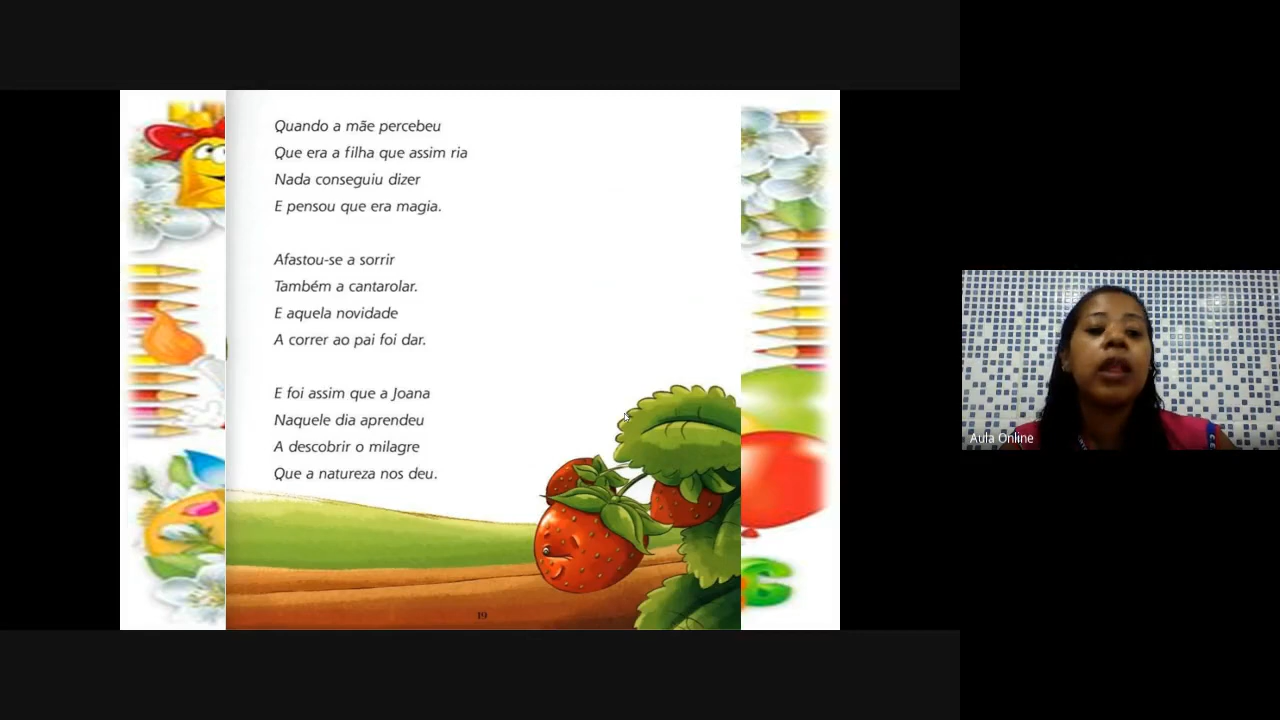 Quando a mãe percebeu
Que era a filha que assim ria
Nada conseguiu dizer
E pensou que era magia.
Afastou-se a sorrir
Também a cantarolar.
E aquela novidade
A correr ao pai foi dar.
E foi assim que a Joana
Naquele dia aprendeu
A descobrir o milagre
Que a natureza nos deu.
19
Aula Online